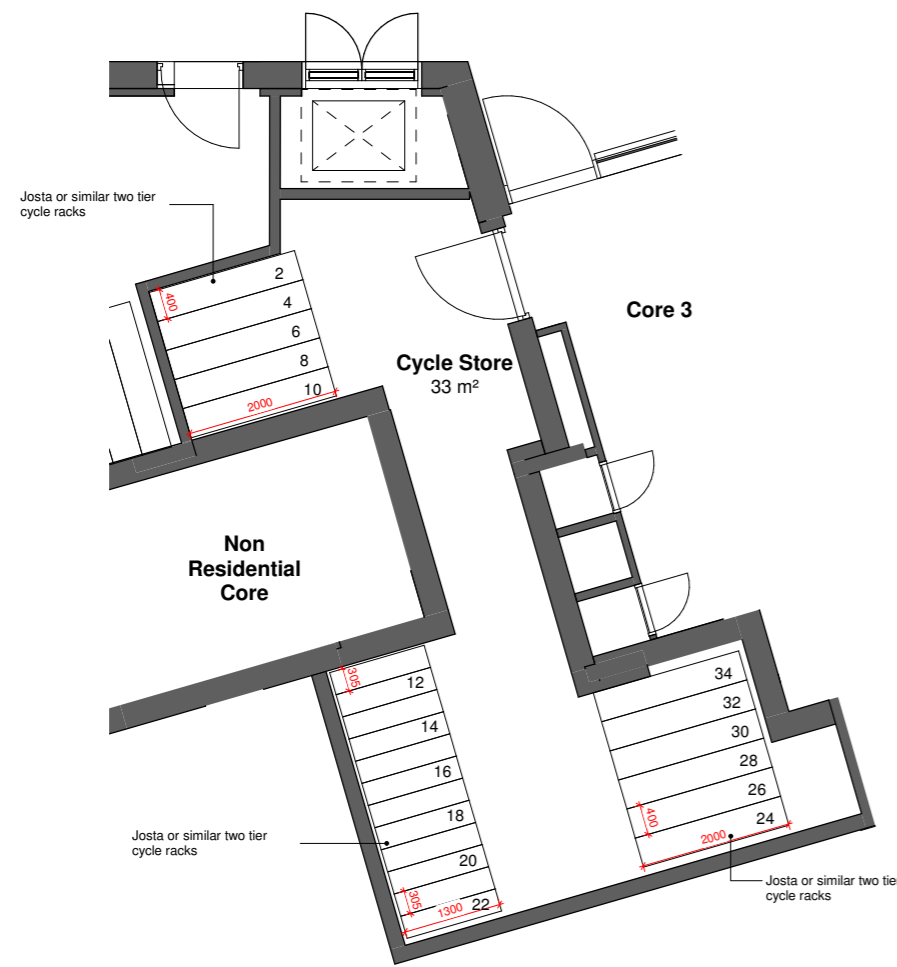 Josta or similar two tier
cycle racks
2
400
4
6
8
10
2000
Core 3
Cycle Store
33 m²
Non
Residential
Core
305
12
14
16
18
20
305
22
1300
34
32
30
28
26
400
24
2000
Josta or similar two tier
cycle racks
Josta or similar two tie
cycle racks